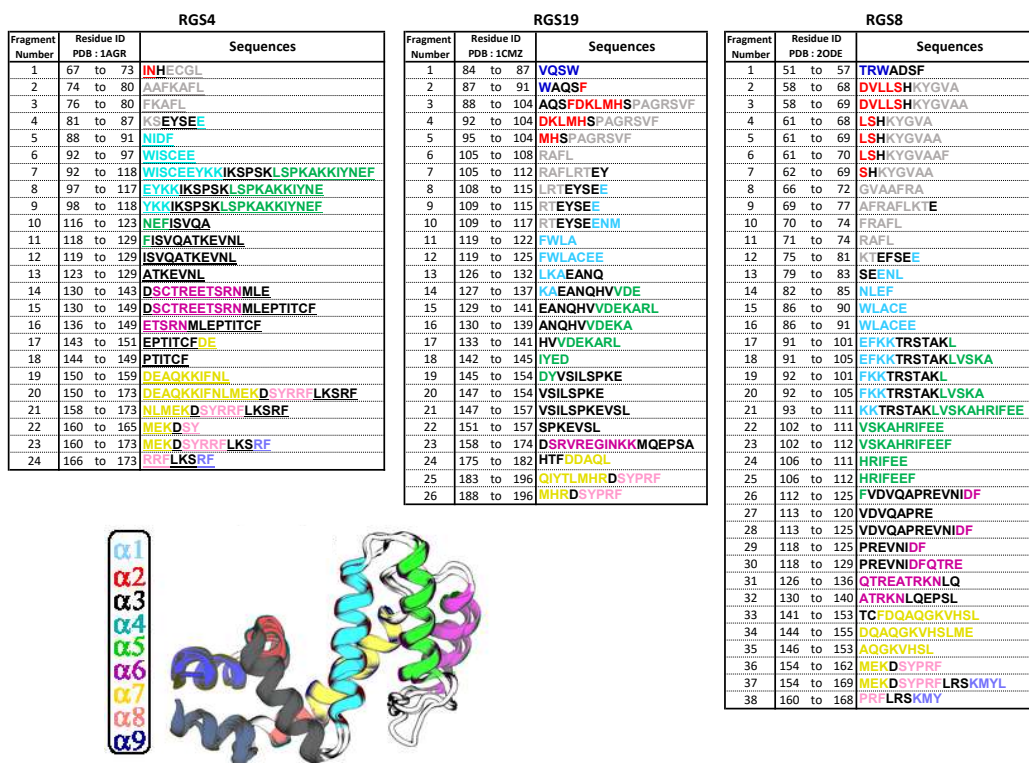 RGS4
Fragment Number | Residue ID PDB : 1AGR | Sequences
1 | 67 to 73 | INHECGL
2 | 74 to 80 | AAFKAFL
3 | 76 to 80 | FKAFL
4 | 81 to 87 | KSEYSEE
5 | 88 to 91 | NIDF
6 | 92 to 97 | WISCEE
7 | 92 to 118 | WISCEEYKKIKSPSKLSPKAKKIYNEF
8 | 97 to 117 | EYKKIKSPSKLSPKAKKIYNE
9 | 98 to 118 | YKKIKSPSKLSPKAKKIYNEF
10 | 116 to 123 | NEFISVQA
11 | 118 to 129 | FISVQATKEVNL
12 | 119 to 129 | ISVQATKEVNL
13 | 123 to 129 | ATKEVNL
14 | 130 to 143 | DSCTREETSRNMLE
15 | 130 to 149 | DSCTREETSRNMLEPTITCF
16 | 136 to 149 | ETSRNMLEPTITCF
17 | 143 to 151 | EPTITCFDE
18 | 144 to 149 | PTITCF
19 | 150 to 159 | DEAQKKIFNL
20 | 150 to 173 | DEAQKKIFNLMEKDSYRRFLKSRF
21 | 158 to 173 | NLMEKDSYRRFLKSRF
22 | 160 to 165 | MEKDSY
23 | 160 to 173 | MEKDSYRRFLKSRF
24 | 166 to 173 | RRFLKSRF
RGS19
Fragment Number | Residue ID PDB : 1CMZ | Sequences
1 | 84 to 87 | VQSW
2 | 87 to 91 | WAQSF
3 | 88 to 104 | AQSFDKLMHSPAGRSVF
4 | 92 to 104 | DKLMHSPAGRSVF
5 | 95 to 104 | MHSPAGRSVF
6 | 105 to 108 | RAFL
7 | 105 to 112 | RAFLRTEY
8 | 108 to 115 | LRTEYSEE
9 | 109 to 115 | RTEYSEE
10 | 109 to 117 | RTEYSEENM
11 | 119 to 122 | FWLA
12 | 119 to 125 | FWLACEE
13 | 126 to 132 | LKAEANQ
14 | 127 to 137 | KAEANQHVVDE
15 | 129 to 141 | EANQHVVDEKARL
16 | 130 to 139 | ANQHVVDEKA
17 | 133 to 141 | HVVDEKARL
18 | 142 to 145 | IYED
19 | 145 to 154 | DYVSILSPKE
20 | 147 to 154 | VSILSPKE
21 | 147 to 157 | VSILSPKEVSL
22 | 151 to 157 | SPKEVSL
23 | 158 to 174 | DSRVREGINKKMQEPSA
24 | 175 to 182 | HTFDDAQL
25 | 183 to 196 | QIYTLMHRDSYPRF
26 | 188 to 196 | MHRDSYPRF
RGS8
Fragment Number | Residue ID PDB : 2ODE | Sequences
1 | 51 to 57 | TRWADSF
2 | 58 to 68 | DVLLSHKYGVA
3 | 58 to 69 | DVLLSHKYGVAA
4 | 61 to 68 | LSHKYGVA
5 | 61 to 69 | LSHKYGVAA
6 | 61 to 70 | LSHKYGVAAF
7 | 62 to 69 | SHKYGVAA
8 | 66 to 72 | GVAAFRA
9 | 69 to 77 | AFRAFLKTE
10 | 70 to 74 | FRAFL
11 | 71 to 74 | RAFL
12 | 75 to 81 | KTEFSEE
13 | 79 to 83 | SEENL
14 | 82 to 85 | NLEF
15 | 86 to 90 | WLACE
16 | 86 to 91 | WLACEE
17 | 91 to 101 | EFKKTRSTAKL
18 | 91 to 105 | EFKKTRSTAKLVSKA
19 | 92 to 101 | FKKTRSTAKL
20 | 92 to 105 | FKKTRSTAKLVSKA
21 | 93 to 111 | KKTRSTAKLVSKAHRIFEE
22 | 102 to 111 | VSKAHRIFEE
23 | 102 to 112 | VSKAHRIFEEF
24 | 106 to 111 | HRIFEE
25 | 106 to 112 | HRIFEEF
26 | 112 to 125 | FVDVQAPREVNIDF
27 | 113 to 120 | VDVQAPRE
28 | 113 to 125 | VDVQAPREVNIDF
29 | 118 to 125 | PREVNIDF
30 | 118 to 129 | PREVNIDFQTRE
31 | 126 to 136 | QTREATRKNLQ
32 | 130 to 140 | ATRKNLQEPSL
33 | 141 to 153 | TCFDQAQGKVHSL
34 | 144 to 155 | DQAQGKVHSLME
35 | 146 to 153 | AQGKVHSL
36 | 154 to 162 | MEKDSYPRF
37 | 154 to 169 | MEKDSYPRFLRSKMYL
38 | 160 to 168 | PRFLRSKMY
α1
α2
α3
α4
α5
α6
α7
α8
α9